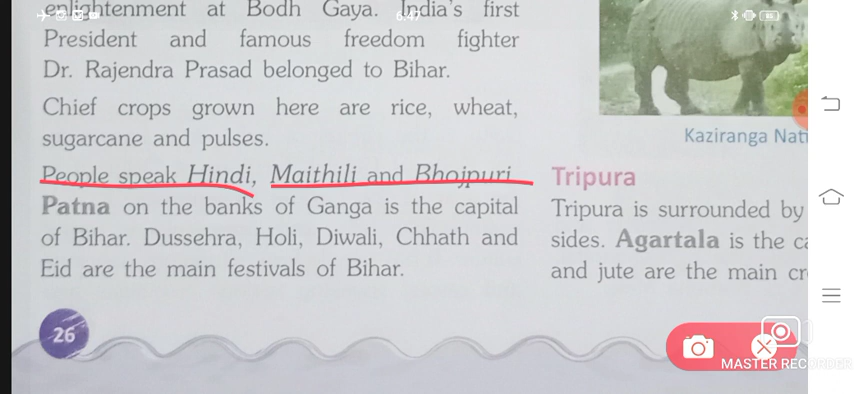 enlightenment at Bodh Gaya. India's first
President and famous freedom fighter
Dr. Rajendra Prasad belonged to Bihar.
Chief crops grown here are rice, wheat,
sugarcane and pulses.
People speak Hindi, Maithili and Bhojpuri
Patna on the banks of Ganga is the capital
of Bihar. Dussehra, Holi, Diwali, Chhath and
Eid are the main festivals of Bihar.
26
Kaziranga
Tripura
Tripura is surrounded by
sides. Agartala is the
and jute are the main
MASTER RECORDER